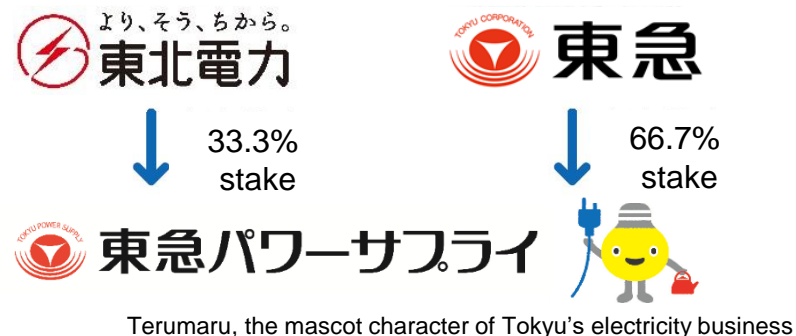 より、そう、ちから。
東北電力
TOKYU CORPORATION
東急
33.3%
stake
66.7%
stake
TOKYU POWER SUPPLY
東急パワーサプライ
Terumaru, the mascot character of Tokyu's electricity business